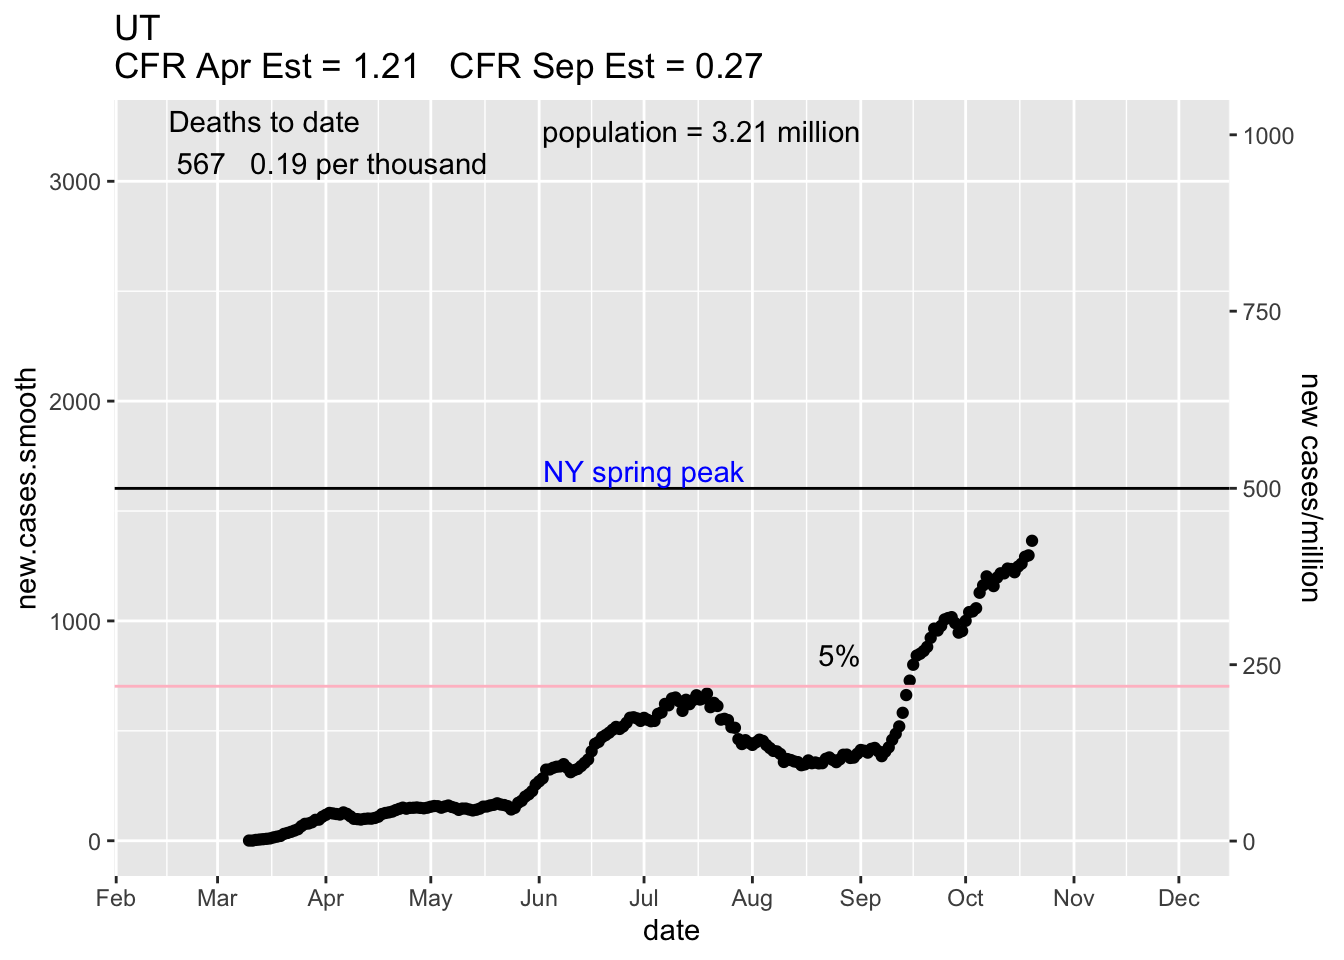 UT
CFR Apr Est = 1.21   CFR Sep Est = 0.27
Deaths to date
567   0.19 per thousand
population = 3.21 million
1000
3000
750
2000
NY spring peak
500
1000
5%
250
0
0
new.cases.smooth
new cases/million
Feb Mar Apr May Jun Jul Aug Sep Oct Nov Dec
date